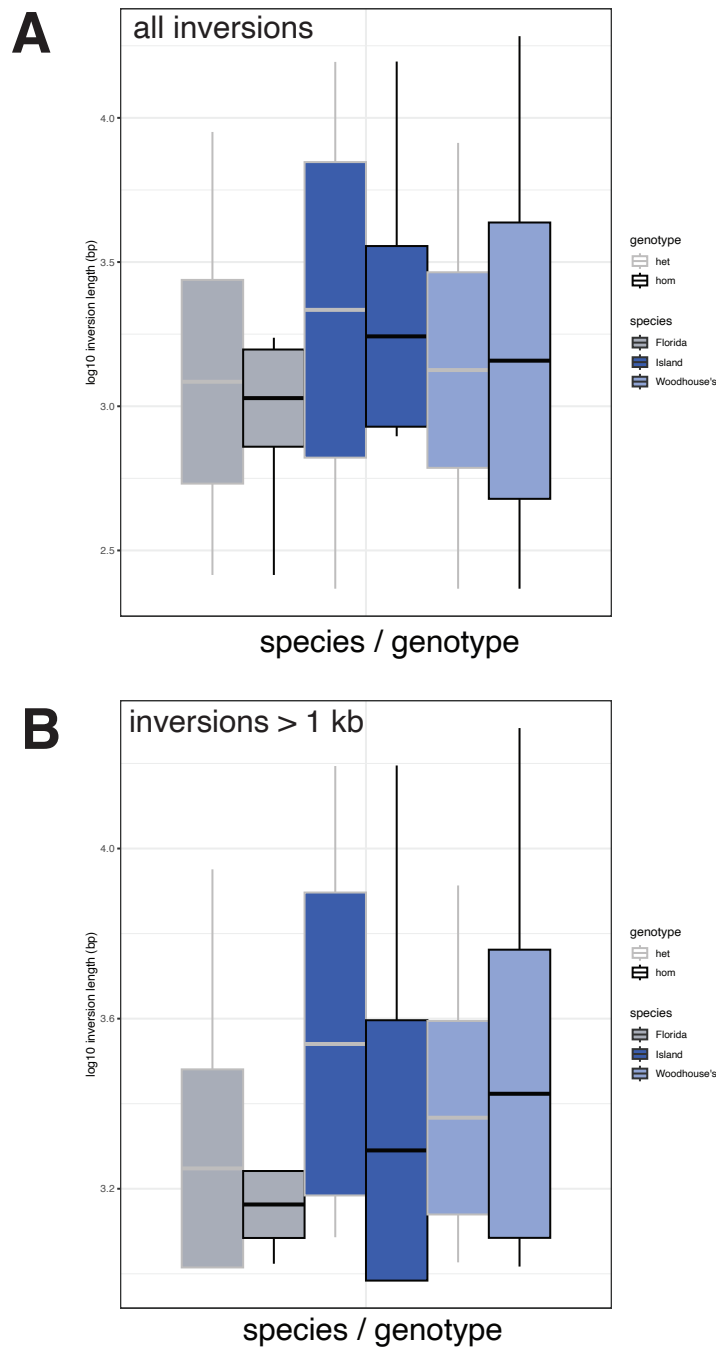 A
all inversions
4.0
3.5
3.0
2.5
log10 inversion length (bp)
species / genotype
genotype
het
hom
species
Florida
Island
Woodhouse's
B
inversions > 1 kb
4.0
3.6
3.2
log10 inversion length (bp)
species / genotype
genotype
het
hom
species
Florida
Island
Woodhouse's